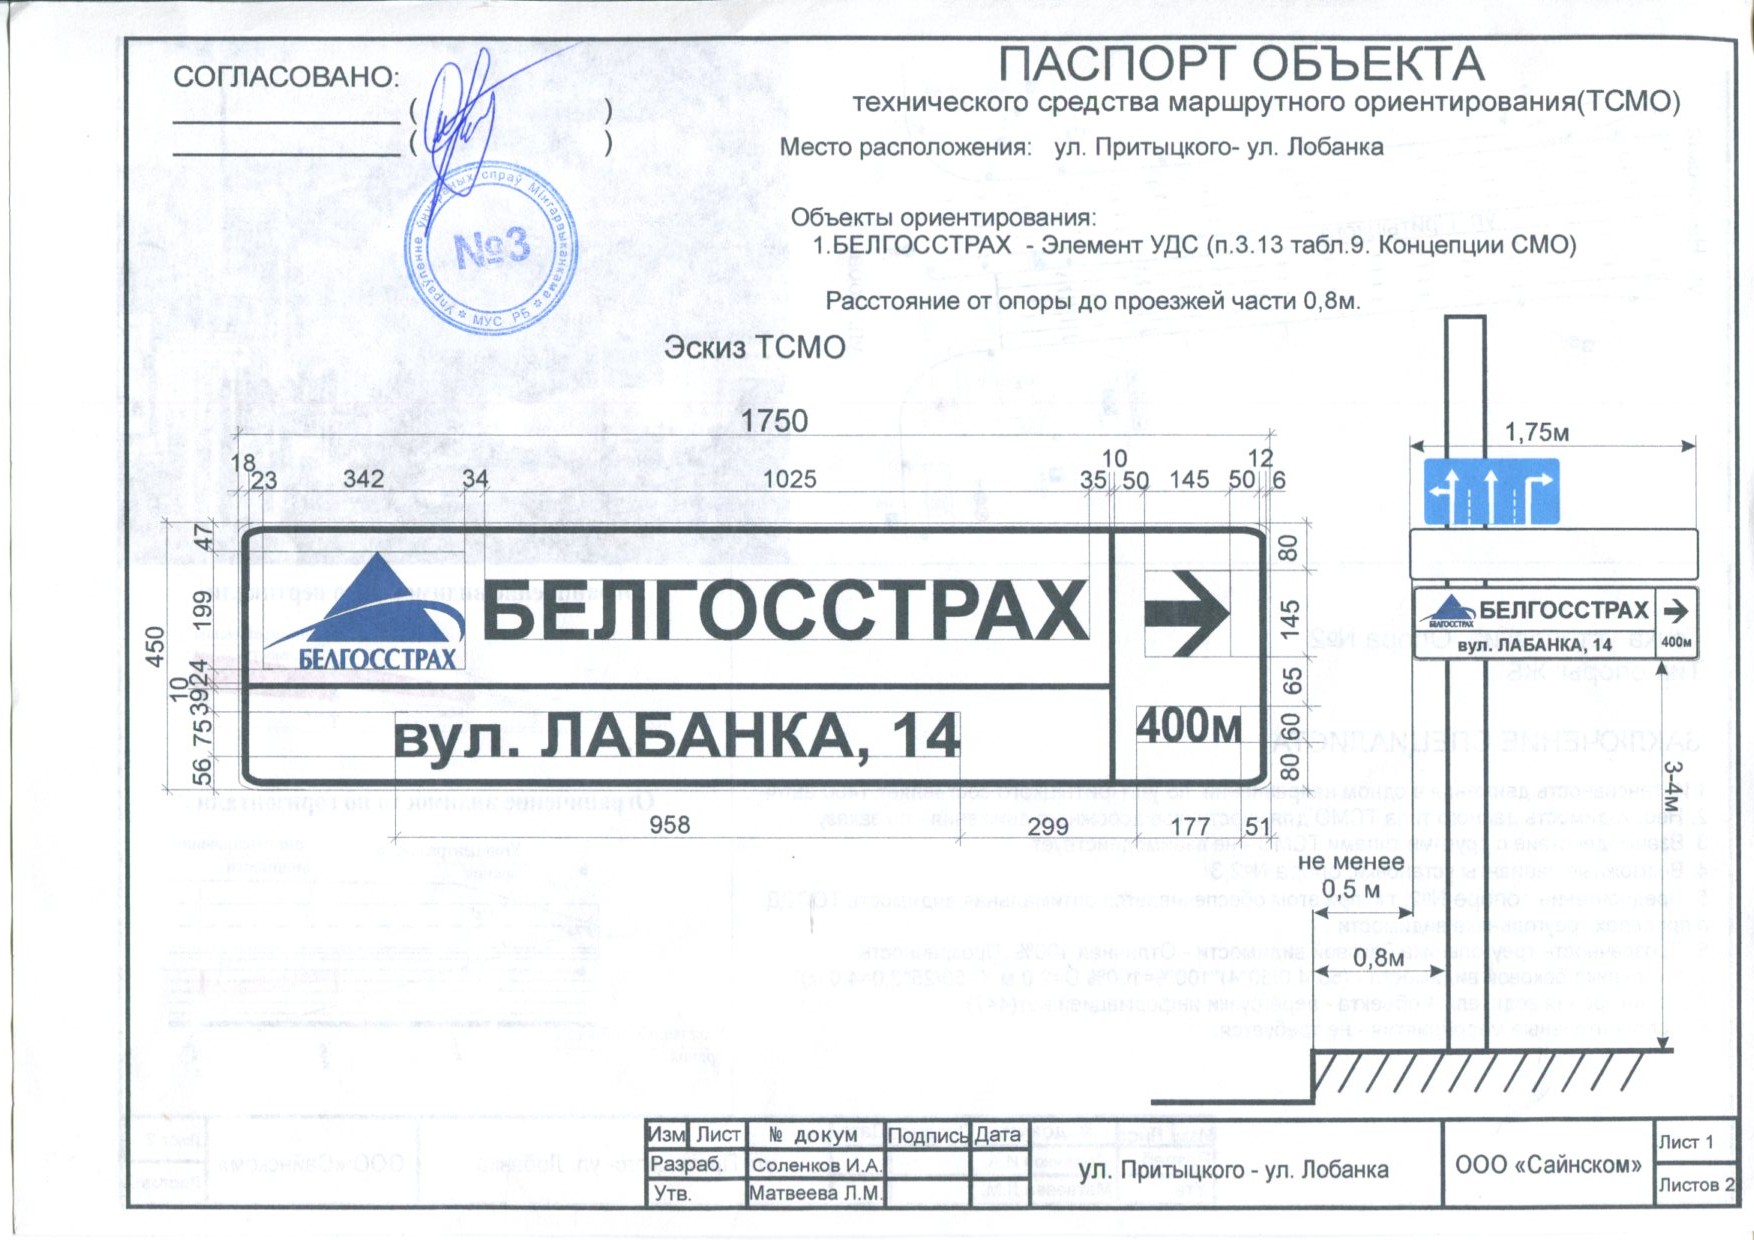 СОГЛАСОВАНО:
( )
( )
Упраўленне ўнутраных спраў Мінгарвыканкама
МУС РБ
№3
ПАСПОРТ ОБЪЕКТА
технического средства маршрутного ориентирования(ТСМО)
Место расположения: ул. Притыцкого- ул. Лобанка
Объекты ориентирования:
1.БЕЛГОССТРАХ - Элемент УДС (п.3.13 табл.9. Концепции СМО)
Расстояние от опоры до проезжей части 0,8м.
Эскиз ТСМО
1750
18 23 342 34 1025 35 10 50 145 50 12 6
450
47 199 24 10 39 75 56
БЕЛГОССТРАХ
БЕЛГОССТРАХ
вул. ЛАБАНКА, 14
400м
80 145 65 60 80
958 299 177 51
1,75м
БЕЛГОССТРАХ
БЕЛГОССТРАХ
вул. ЛАБАНКА, 14
400м
3-4м
не менее
0,5 м
0,8м
Изм Лист № докум Подпись Дата
Разраб. Соленков И.А.
Утв. Матвеева Л.М.
ул. Притыцкого - ул. Лобанка
ООО «Сайнском»
Лист 1
Листов 2